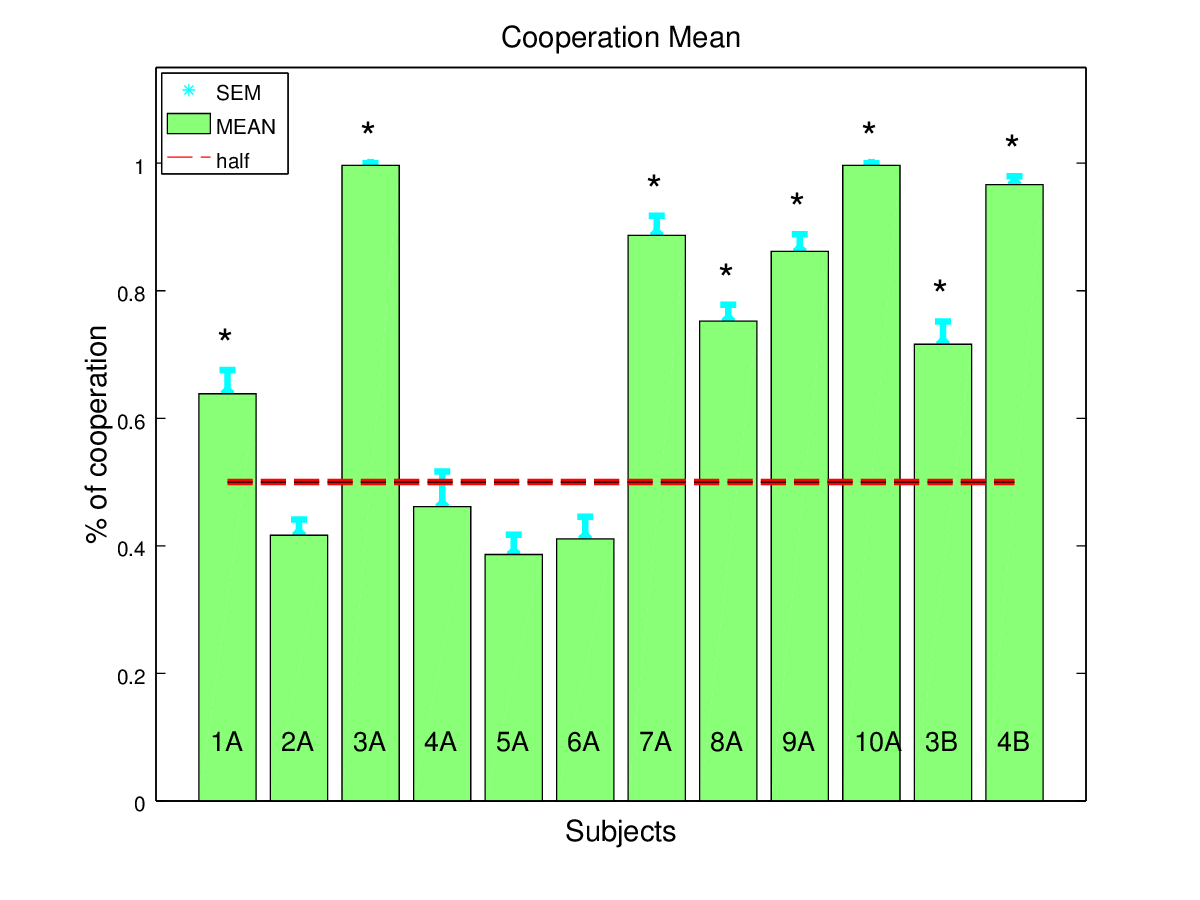 Cooperation Mean
SEM
MEAN
half
% of cooperation
1
0.8
0.6
0.4
0.2
0
* * * * * * * *
1A 2A 3A 4A 5A 6A 7A 8A 9A 10A 3B 4B
Subjects